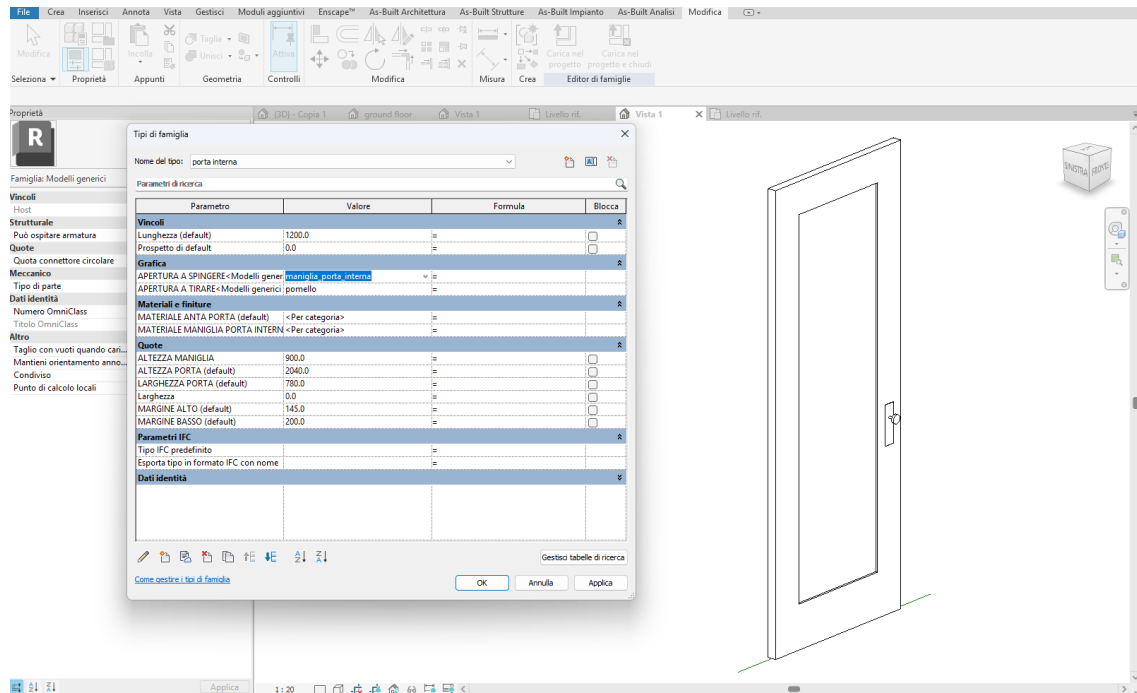 File Crea Inserisci Annota Vista Gestisci Moduli aggiuntivi Enscape™ As-Built Architettura As-Built Strutture As-Built Impianto As-Built Analisi Modifica
Modifica Incolla Taglia Unisci Attiva Carica nel progetto Carica nel progetto e chiudi
Seleziona Proprietà Appunti Geometria Controlli Modifica Misura Crea Editor di famiglie
Proprietà
{3D} - Copia 1 ground floor Vista 1 Livello rif. Vista 1 Livello rif.
R
Famiglia: Modelli generici
Vincoli
Host
Strutturale
Può ospitare armatura
Quote
Quota connettore circolare
Meccanico
Tipo di parte
Dati identità
Numero OmniClass
Titolo OmniClass
Altro
Taglio con vuoti quando cari...
Mantieni orientamento anno...
Condiviso
Punto di calcolo locali
Applica
Tipi di famiglia
Nome del tipo: porta interna
Parametri di ricerca
Parametro Valore Formula Blocca
Vincoli
Lunghezza (default) 1200.0 =
Prospetto di default 0.0 =
Grafica
APERTURA A SPINGERE<Modelli gener maniglia_porta_interna =
APERTURA A TIRARE<Modelli generici pomello =
Materiali e finiture
MATERIALE ANTA PORTA (default) <Per categoria> =
MATERIALE MANIGLIA PORTA INTERN <Per categoria> =
Quote
ALTEZZA MANIGLIA 900.0 =
ALTEZZA PORTA (default) 2040.0 =
LARGHEZZA PORTA (default) 780.0 =
Larghezza 0.0 =
MARGINE ALTO (default) 145.0 =
MARGINE BASSO (default) 200.0 =
Parametri IFC
Tipo IFC predefinito =
Esporta tipo in formato IFC con nome =
Dati identità
Gestisci tabelle di ricerca
Come gestire i tipi di famiglia
OK Annulla Applica
SINISTRA FRONTE
1 : 20